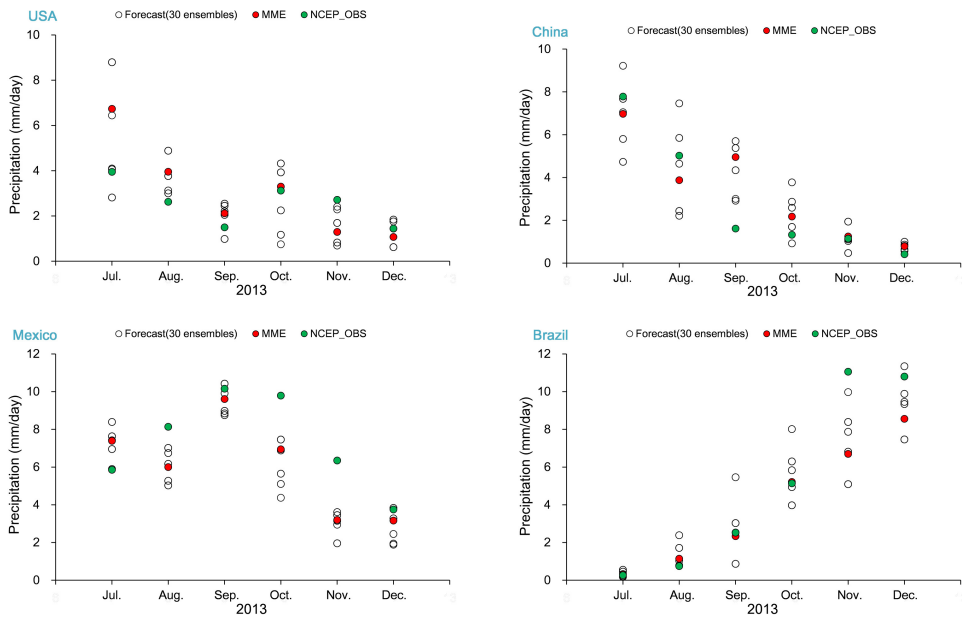 USA
Forecast(30 ensembles) MME NCEP_OBS
Precipitation (mm/day)
10
8
6
4
2
0
Jul. Aug. Sep. Oct. Nov. Dec.
2013
China
Forecast(30 ensembles) MME NCEP_OBS
Precipitation (mm/day)
10
8
6
4
2
0
Jul. Aug. Sep. Oct. Nov. Dec.
2013
Mexico
Forecast(30 ensembles) MME NCEP_OBS
Precipitation (mm/day)
12
10
8
6
4
2
0
Jul. Aug. Sep. Oct. Nov. Dec.
2013
Brazil
Forecast(30 ensembles) MME NCEP_OBS
Precipitation (mm/day)
12
10
8
6
4
2
0
Jul. Aug. Sep. Oct. Nov. Dec.
2013